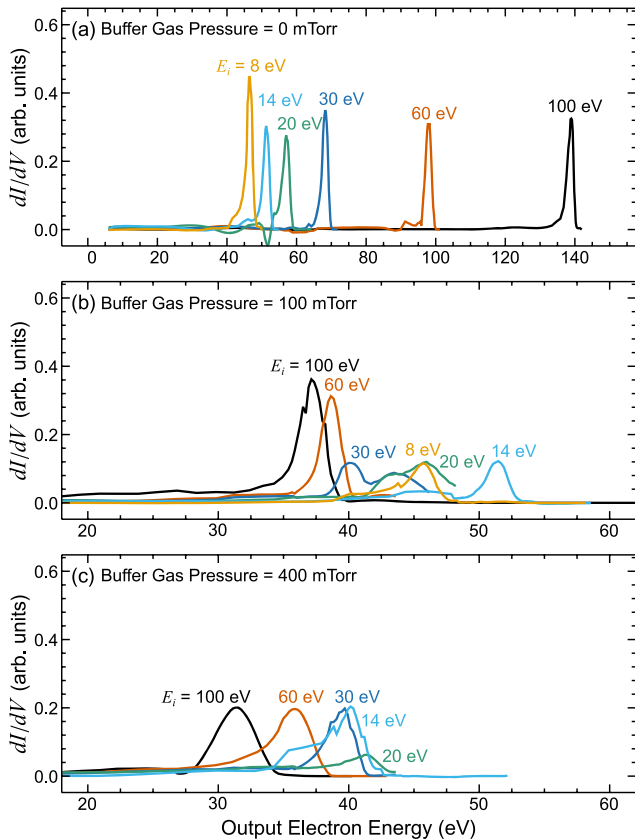 (a) Buffer Gas Pressure = 0 mTorr
dI/dV (arb. units)
0.6
0.4
0.2
0.0
E_i = 8 eV
14 eV
20 eV
30 eV
60 eV
100 eV
0 20 40 60 80 100 120 140
(b) Buffer Gas Pressure = 100 mTorr
dI/dV (arb. units)
0.6
0.4
0.2
0.0
E_i = 100 eV
60 eV
30 eV
8 eV
20 eV
14 eV
20 30 40 50 60
(c) Buffer Gas Pressure = 400 mTorr
dI/dV (arb. units)
0.6
0.4
0.2
0.0
E_i = 100 eV
60 eV
30 eV
14 eV
20 eV
20 30 40 50 60
Output Electron Energy (eV)